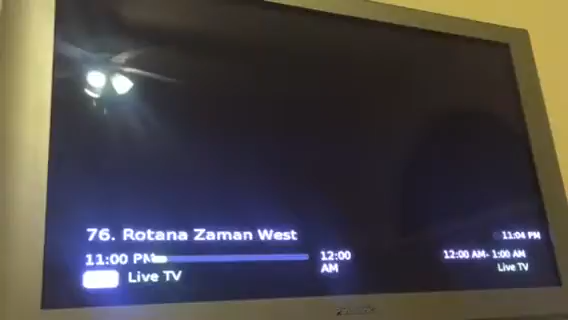 76. Rotana Zaman West
11:04 PM
11:00 PM
12:00 AM
12:00 AM- 1:00 AM
Live TV
Live TV